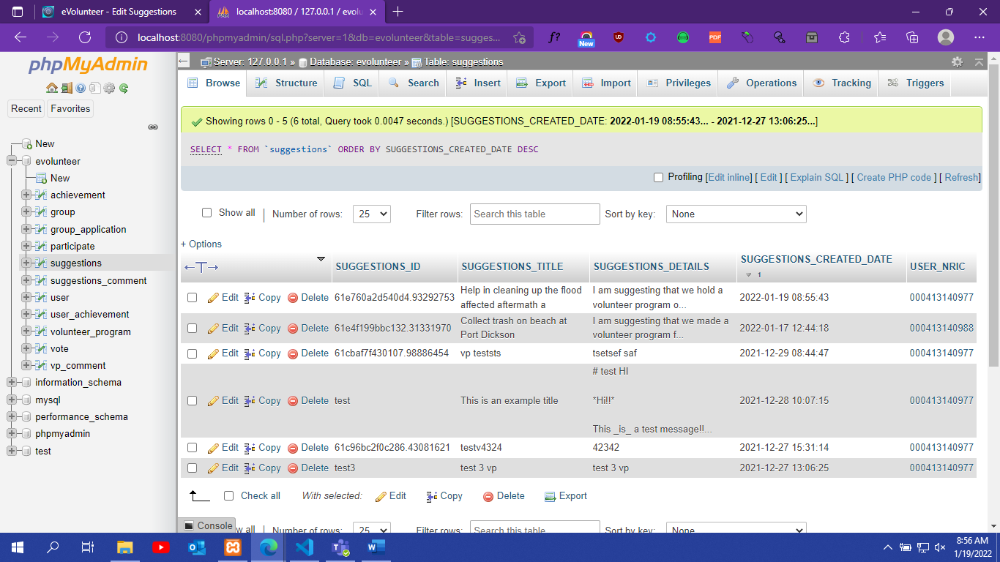 eVolunteer - Edit Suggestions
localhost:8080 / 127.0.0.1 / evolu
localhost:8080/phpmyadmin/sql.php?server=1&db=evolunteer&table=sugges...
f?
New
PDF
phpMyAdmin
Recent
Favorites
New
evolunteer
New
achievement
group
group_application
participate
suggestions
suggestions_comment
user
user_achievement
volunteer_program
vote
vp_comment
information_schema
mysql
performance_schema
phpmyadmin
test
Server: 127.0.0.1 » Database: evolunteer » Table: suggestions
Browse Structure SQL Search Insert Export Import Privileges Operations Tracking Triggers
Showing rows 0 - 5 (6 total, Query took 0.0047 seconds.) [SUGGESTIONS_CREATED_DATE: 2022-01-19 08:55:43... - 2021-12-27 13:06:25...]
SELECT * FROM `suggestions` ORDER BY SUGGESTIONS_CREATED_DATE DESC
Profiling [Edit inline] [ Edit ] [ Explain SQL ] [ Create PHP code ] [ Refresh]
Show all | Number of rows: 25 Filter rows: Search this table Sort by key: None
+ Options
←T→ SUGGESTIONS_ID SUGGESTIONS_TITLE SUGGESTIONS_DETAILS SUGGESTIONS_CREATED_DATE 1 USER_NRIC
Edit Copy Delete 61e760a2d540d4.93292753 Help in cleaning up the flood I am suggesting that we hold a 2022-01-19 08:55:43 000413140977
affected aftermath a volunteer program o...
Edit Copy Delete 61e4f199bbc132.31331970 Collect trash on beach at I am suggesting that we made a 2022-01-17 12:44:18 000413140988
Port Dickson volunteer program f...
Edit Copy Delete 61cbaf7f430107.98886454 vp teststs tsetsef saf 2021-12-29 08:44:47 000413140977
# test HI
Edit Copy Delete test This is an example title *Hi!!* 2021-12-28 10:07:15 000413140977
This _is_ a test message!!...
Edit Copy Delete 61c96bc2f0c286.43081621 testv4324 42342 2021-12-27 15:31:14 000413140977
Edit Copy Delete test3 test 3 vp test 3 vp 2021-12-27 13:06:25 000413140977
Check all With selected: Edit Copy Delete Export
Console
ow all | Number of rows: 25 Filter rows: Search this table Sort by key: None
8:56 AM
1/19/2022